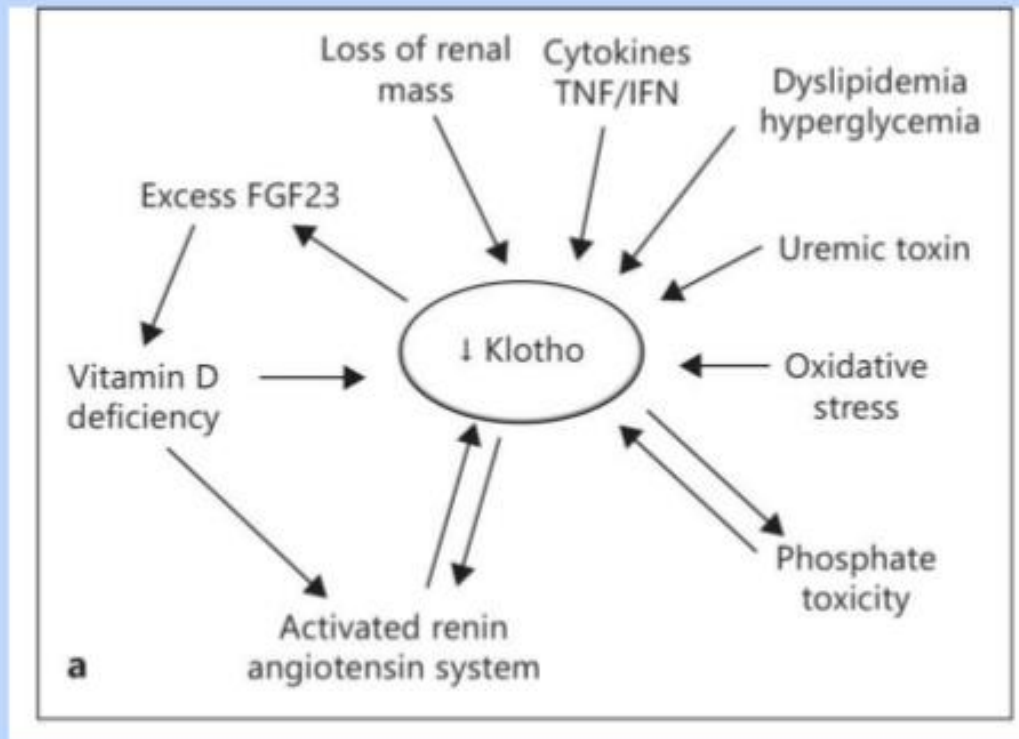 Loss of renal
mass
Cytokines
TNF/IFN
Dyslipidemia
hyperglycemia
Excess FGF23
Uremic toxin
↓ Klotho
Vitamin D
deficiency
Oxidative
stress
Phosphate
toxicity
Activated renin
angiotensin system
a